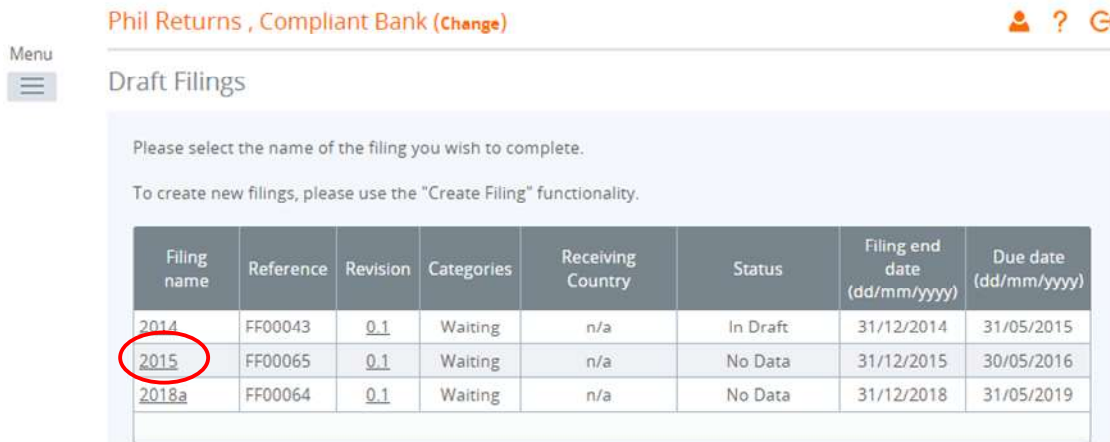 Phil Returns , Compliant Bank (Change)
?
Menu
Draft Filings
Please select the name of the filing you wish to complete.
To create new filings, please use the "Create Filing" functionality.
Filing name Reference Revision Categories Receiving Country Status Filing end date (dd/mm/yyyy) Due date (dd/mm/yyyy)
2014 FF00043 0.1 Waiting n/a In Draft 31/12/2014 31/05/2015
2015 FF00065 0.1 Waiting n/a No Data 31/12/2015 30/05/2016
2018a FF00064 0.1 Waiting n/a No Data 31/12/2018 31/05/2019